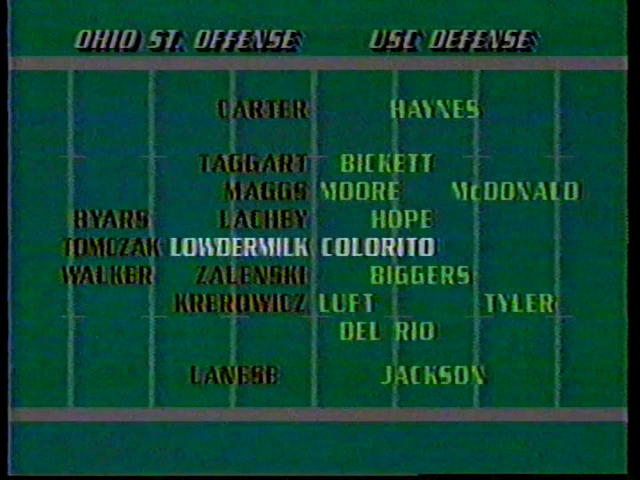 OHIO ST. OFFENSE USC DEFENSE
CARTER HAYNES
TAGGART BICKETT
MAGGS MOORE McDONALD
BYARS LACHEY HOPE
TOMCZAK LOWDERMILK COLORITO
WALKER ZALENSKI BIGGERS
KREROWICZ LUFT TYLER
DEL RIO
LANESE JACKSON